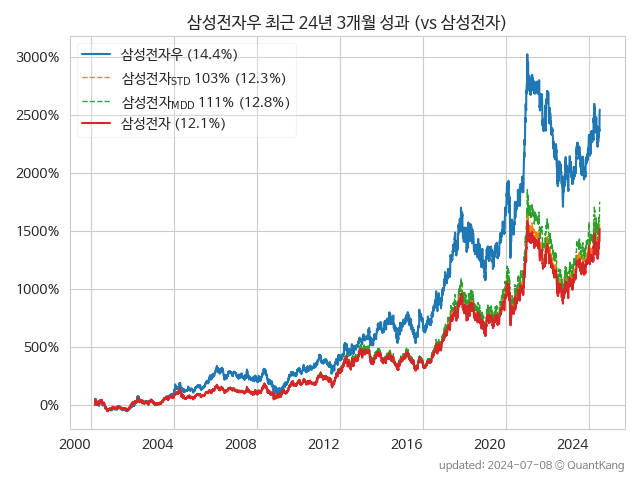 삼성전자우 최근 24년 3개월 성과 (vs 삼성전자)
삼성전자우 (14.4%)
삼성전자STD 103% (12.3%)
삼성전자MDD 111% (12.8%)
삼성전자 (12.1%)
3000%
2500%
2000%
1500%
1000%
500%
0%
2000 2004 2008 2012 2016 2020 2024
updated: 2024-07-08 © QuantKang